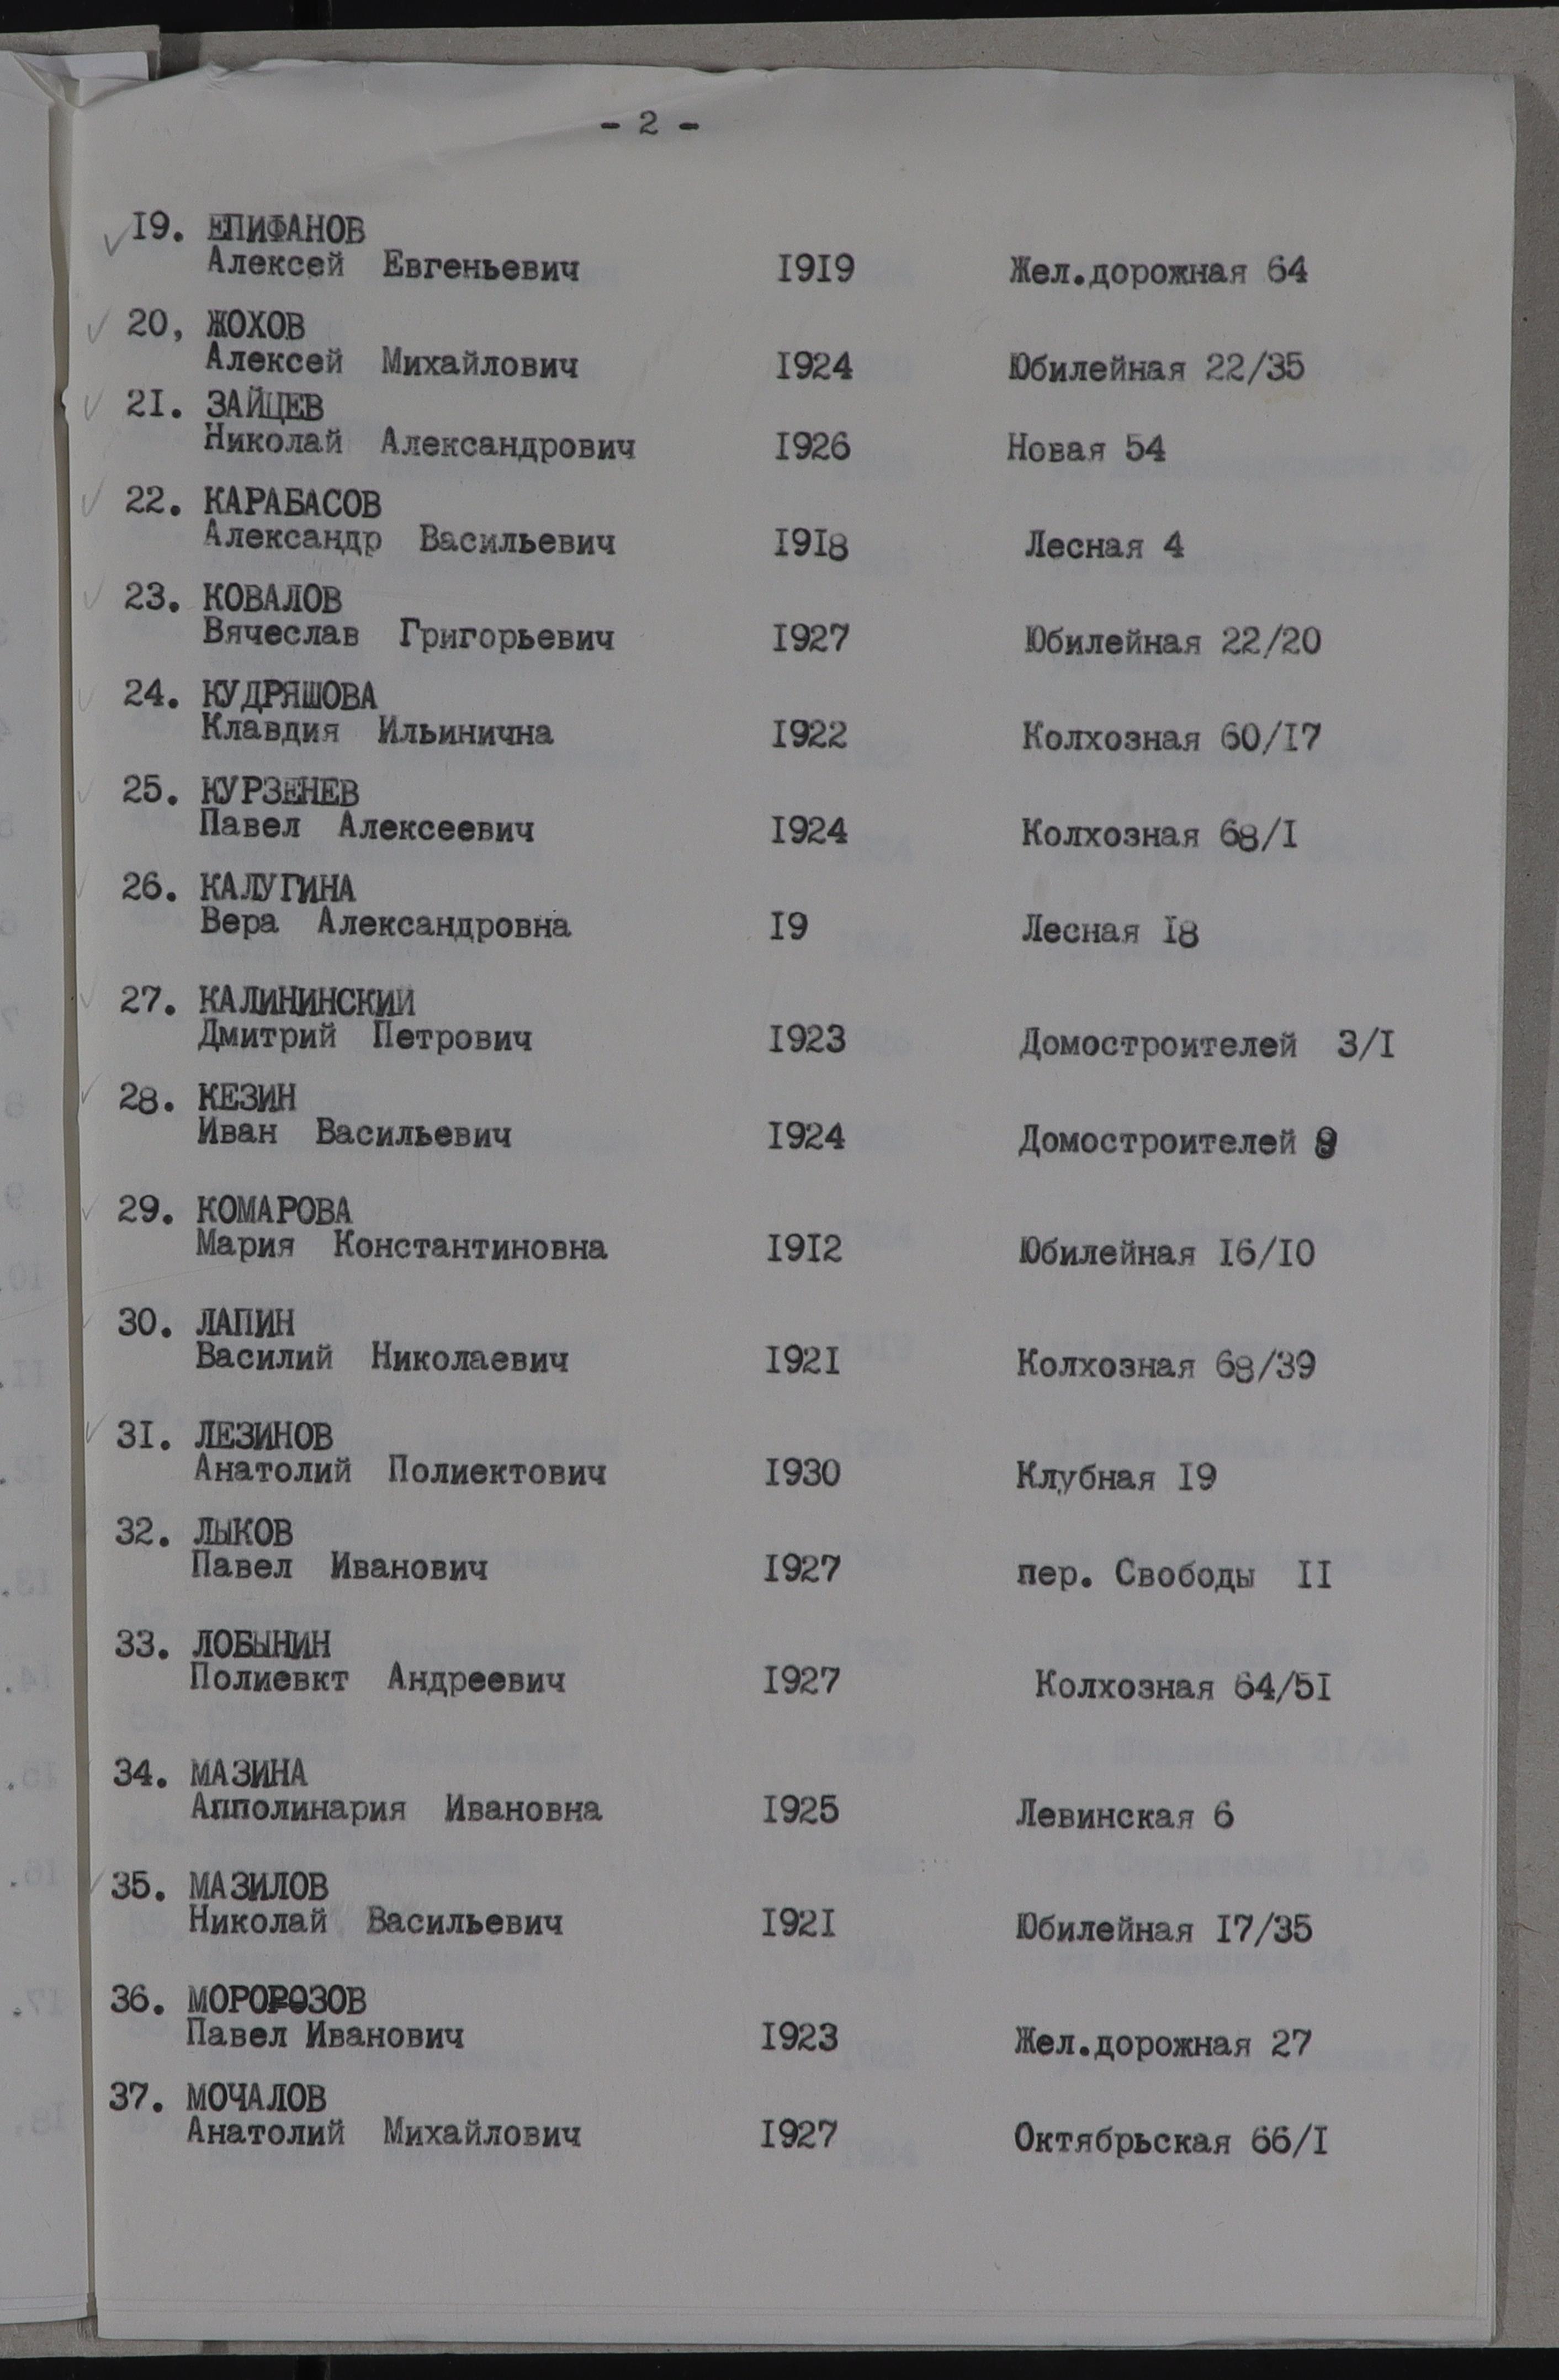 - 2 -
19. ЕПИФАНОВ
Алексей Евгеньевич 1919 Жел.дорожная 64
20, ЖОХОВ
Алексей Михайлович 1924 Юбилейная 22/35
21. ЗАЙЦЕВ
Николай Александрович 1926 Новая 54
22. КАРАБАСОВ
Александр Васильевич 1918 Лесная 4
23. КОВАЛОВ
Вячеслав Григорьевич 1927 Юбилейная 22/20
24. КУДРЯШОВА
Клавдия Ильинична 1922 Колхозная 60/17
25. КУРЗЕНЕВ
Павел Алексеевич 1924 Колхозная 68/1
26. КАЛУГИНА
Вера Александровна 19 Лесная 18
27. КАЛИНИНСКИЙ
Дмитрий Петрович 1923 Домостроителей 3/1
28. КЕЗИН
Иван Васильевич 1924 Домостроителей
29. КОМАРОВА
Мария Константиновна 1912 Юбилейная 16/10
30. ЛАПИН
Василий Николаевич 1921 Колхозная 68/39
31. ЛЕЗИНОВ
Анатолий Полиектович 1930 Клубная 19
32. ЛЫКОВ
Павел Иванович 1927 пер. Свободы 11
33. ЛОБЫНИН
Полиевкт Андреевич 1927 Колхозная 64/51
34. МАЗИНА
Апполинария Ивановна 1925 Левинская 6
35. МАЗИЛОВ
Николай Васильевич 1921 Юбилейная 17/35
36. МОРОРОЗОВ
Павел Иванович 1923 Жел.дорожная 27
37. МОЧАЛОВ
Анатолий Михайлович 1927 Октябрьская 66/1